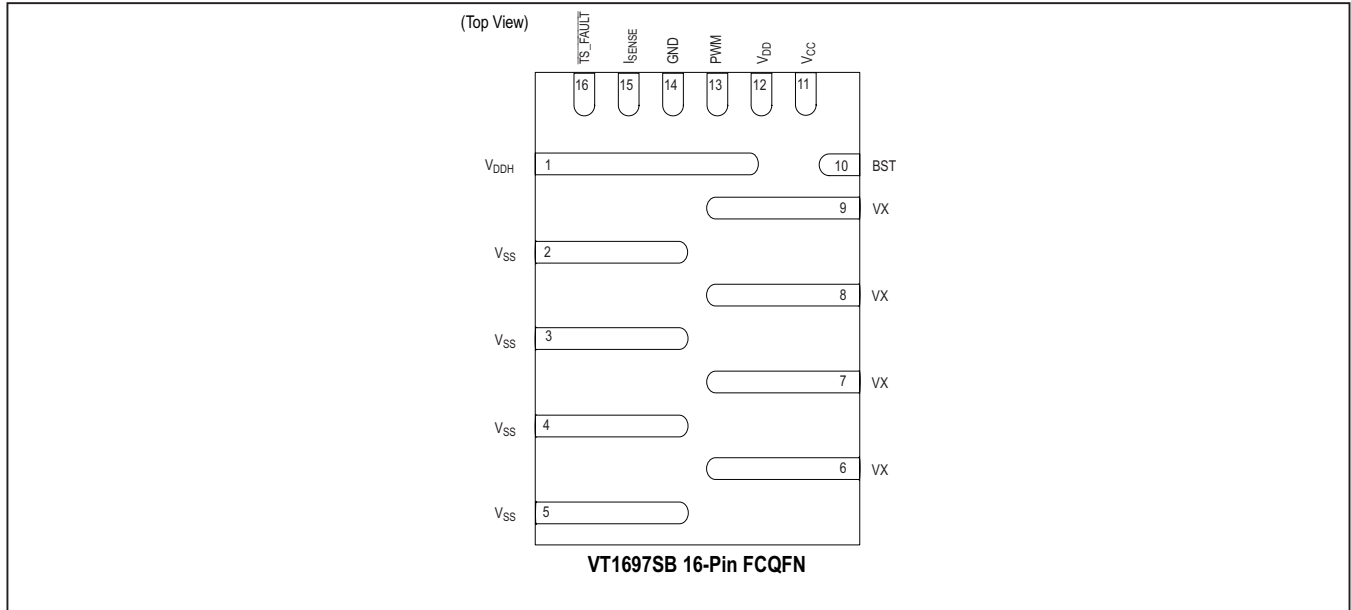 (Top View)
TS_FAULT
ISENSE
GND
PWM
VDD
VCC
16
15
14
13
12
11
VDDH
1
10
BST
9
VX
VSS
2
8
VX
VSS
3
7
VX
VSS
4
6
VX
VSS
5
VT1697SB 16-Pin FCQFN